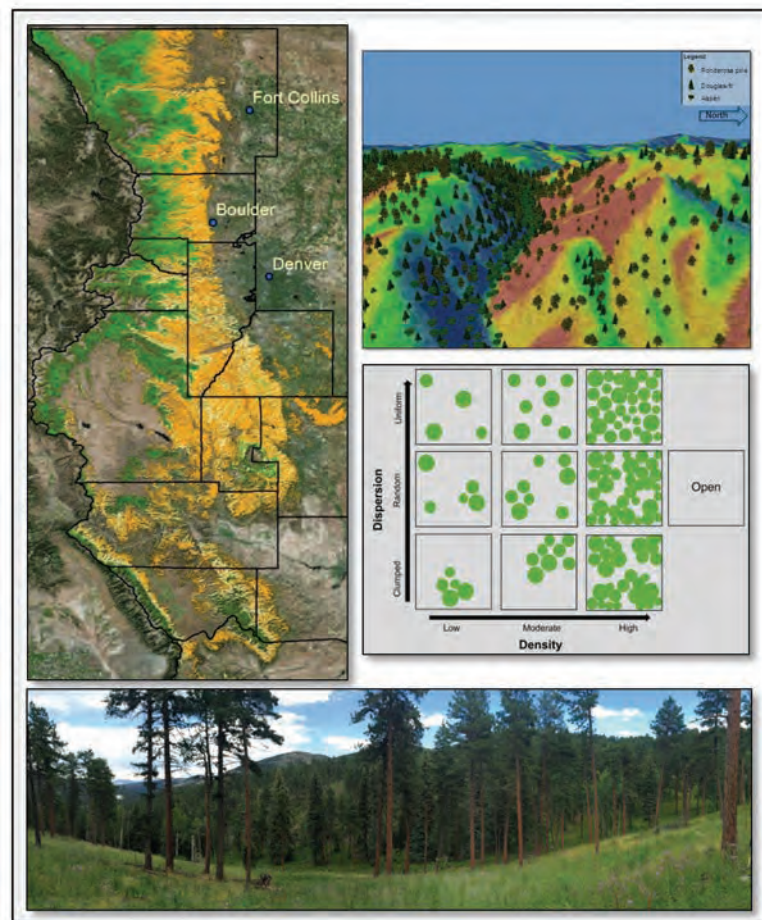 Fort Collins
Boulder
Denver
Legend
Ponderosa pine
Douglas-fir
Aspen
North
Dispersion
Uniform
Random
Clumped
Open
Low
Moderate
High
Density